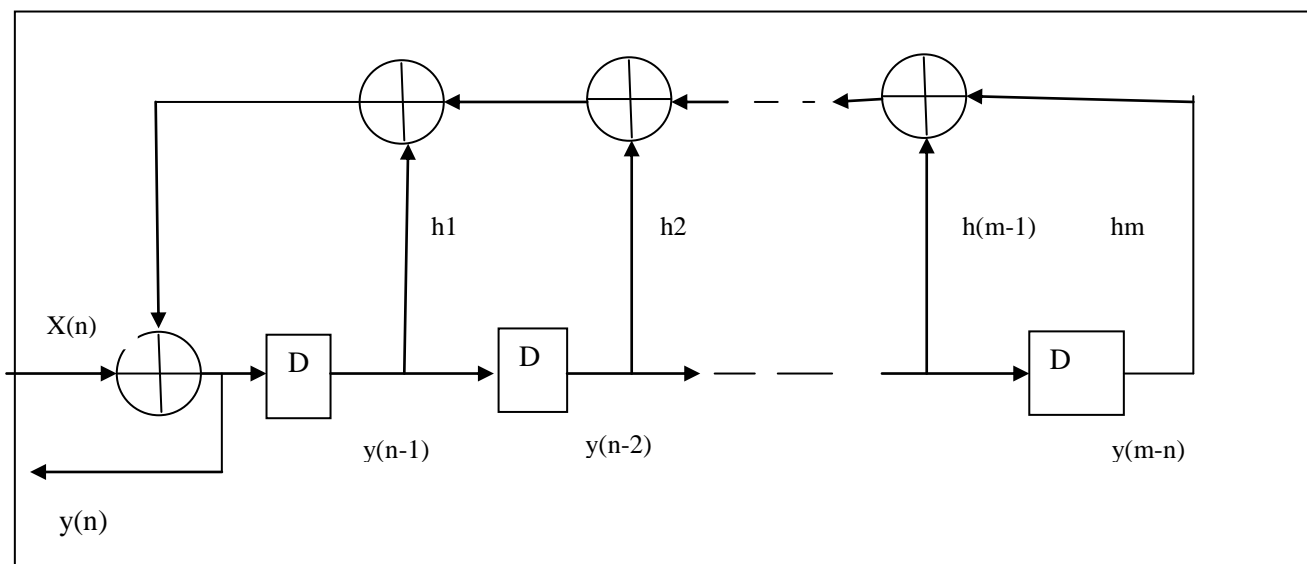 h1 h2 h(m-1) hm
X(n)
D D D
y(n-1) y(n-2) y(m-n)
y(n)